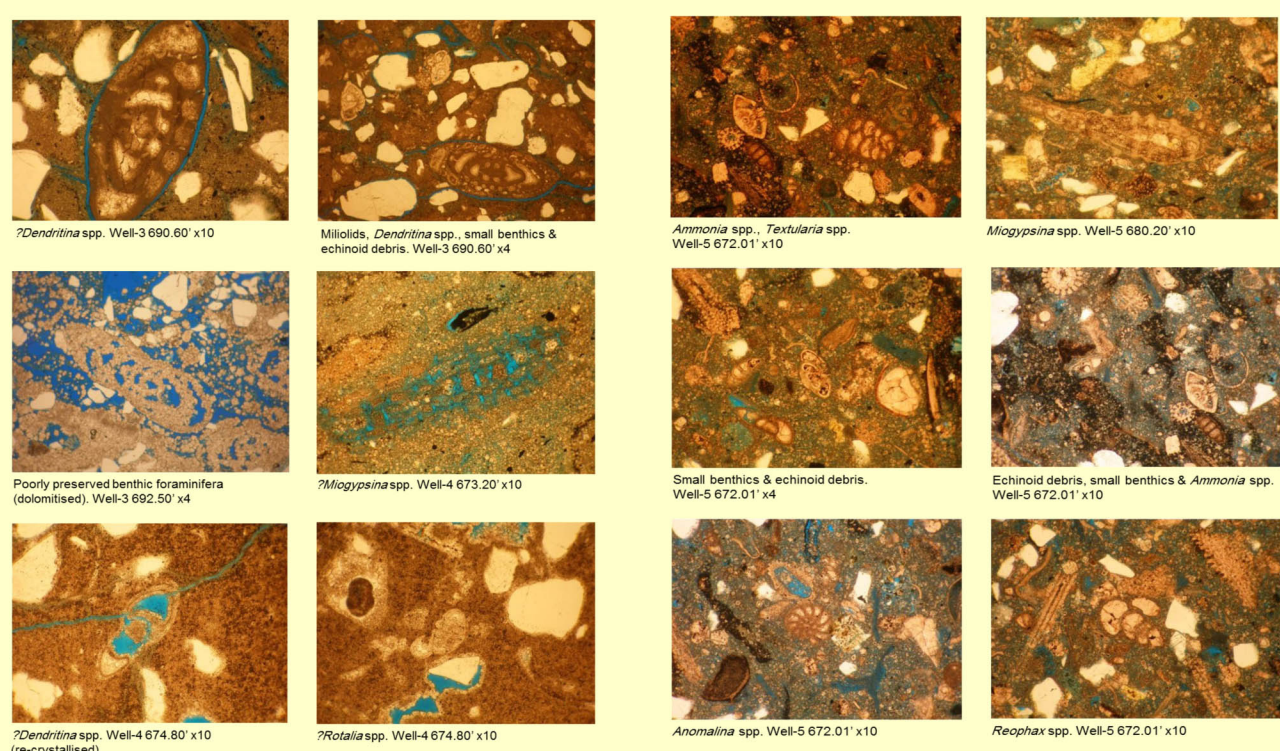 ?Dendritina spp. Well-3 690.60' x10
Miliolids, Dendritina spp., small benthics &
echinoid debris. Well-3 690.60' x4
Ammonia spp., Textularia spp.
Well-5 672.01' x10
Miogypsina spp. Well-5 680.20' x10
Poorly preserved benthic foraminifera
(dolomitised). Well-3 692.50' x4
?Miogypsina spp. Well-4 673.20' x10
Small benthics & echinoid debris.
Well-5 672.01' x4
Echinoid debris, small benthics & Ammonia spp.
Well-5 672.01' x10
?Dendritina spp. Well-4 674.80' x10
(re-crystallised)
?Rotalia spp. Well-4 674.80' x10
Anomalina spp. Well-5 672.01' x10
Reophax spp. Well-5 672.01' x10